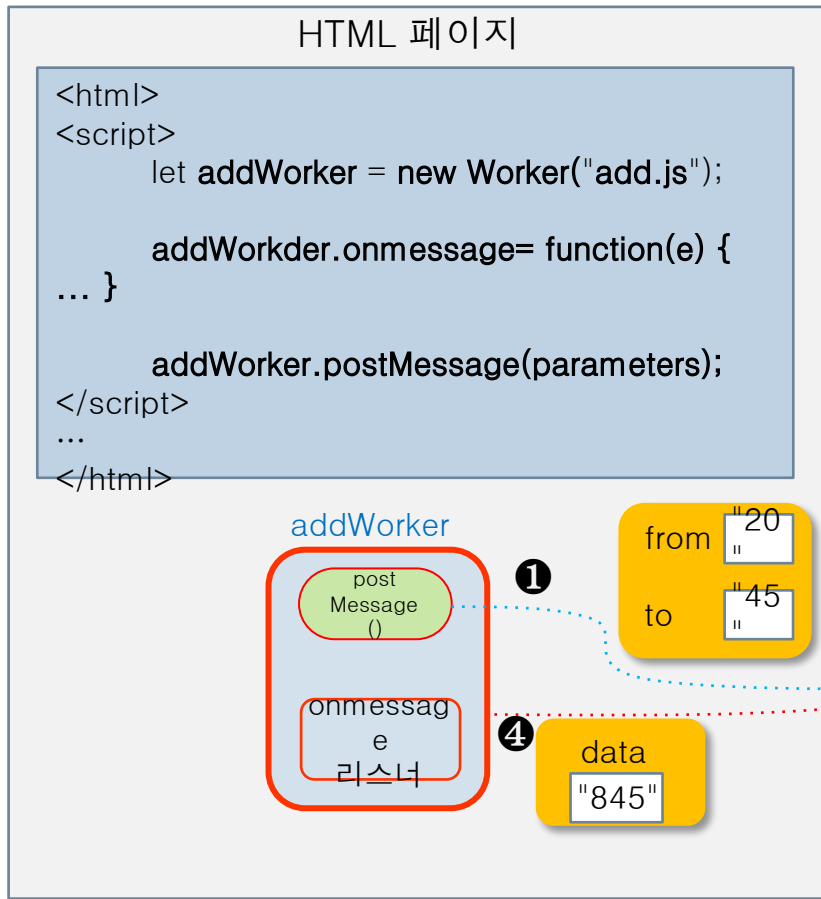 HTML 페이지
<html>
<script>
let addWorker = new Worker("add.js");
addWorkder.onmessage= function(e) {
... }
addWorker.postMessage(parameters);
</script>
...
</html>
addWorker
post
Message
()
❶
from
"20
"
to
"45
"
onmessag
e
리스너
❹
data
"845"